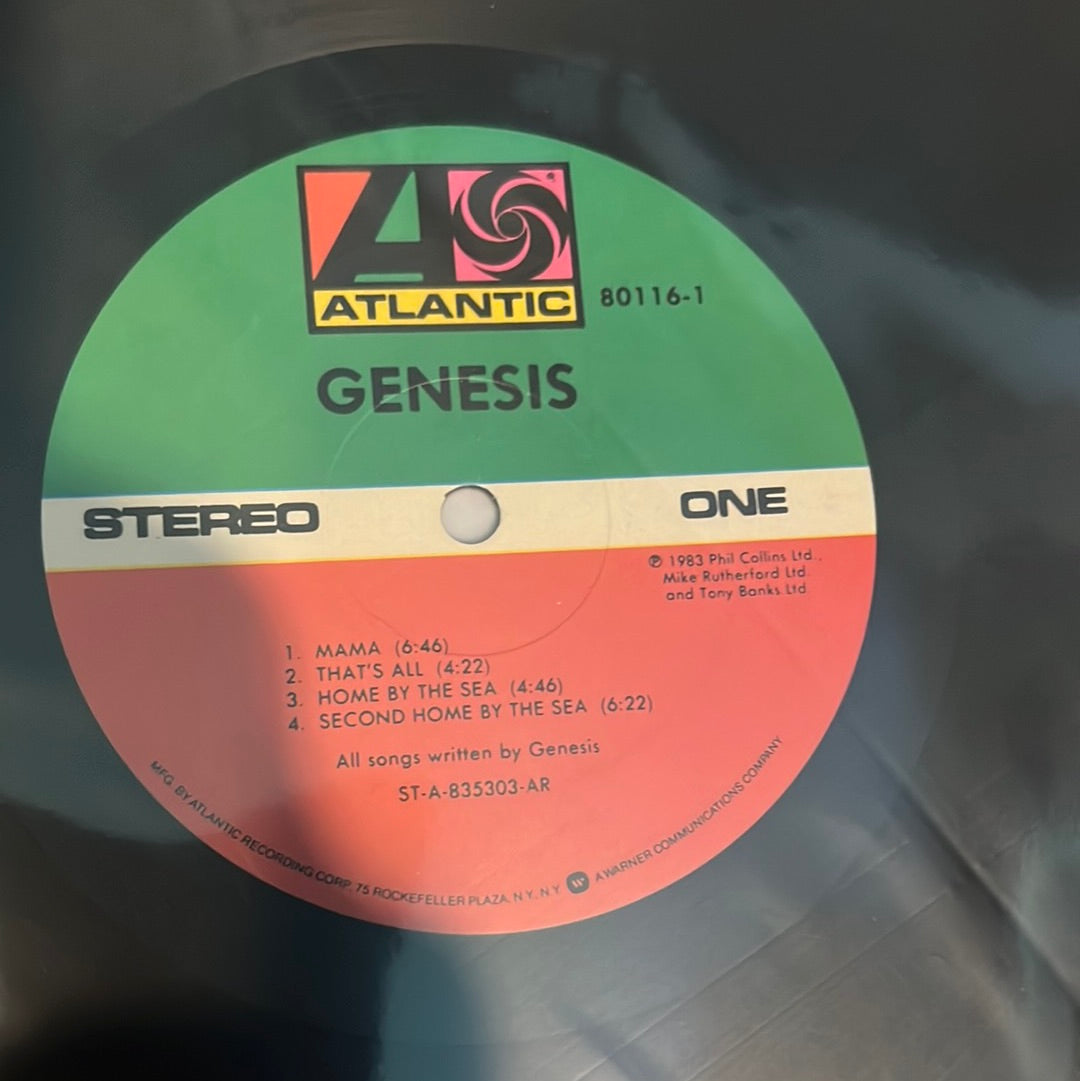 A
ATLANTIC
80116-1
GENESIS
STEREO
ONE
℗ 1983 Phil Collins Ltd.,
Mike Rutherford Ltd.
and Tony Banks Ltd.
1. MAMA (6:46)
2. THAT'S ALL (4:22)
3. HOME BY THE SEA (4:46)
4. SECOND HOME BY THE SEA (6:22)
All songs written by Genesis
ST-A-835303-AR
MFG. BY ATLANTIC RECORDING CORP. 75 ROCKEFELLER PLAZA, N.Y., N.Y. W A WARNER COMMUNICATIONS COMPANY